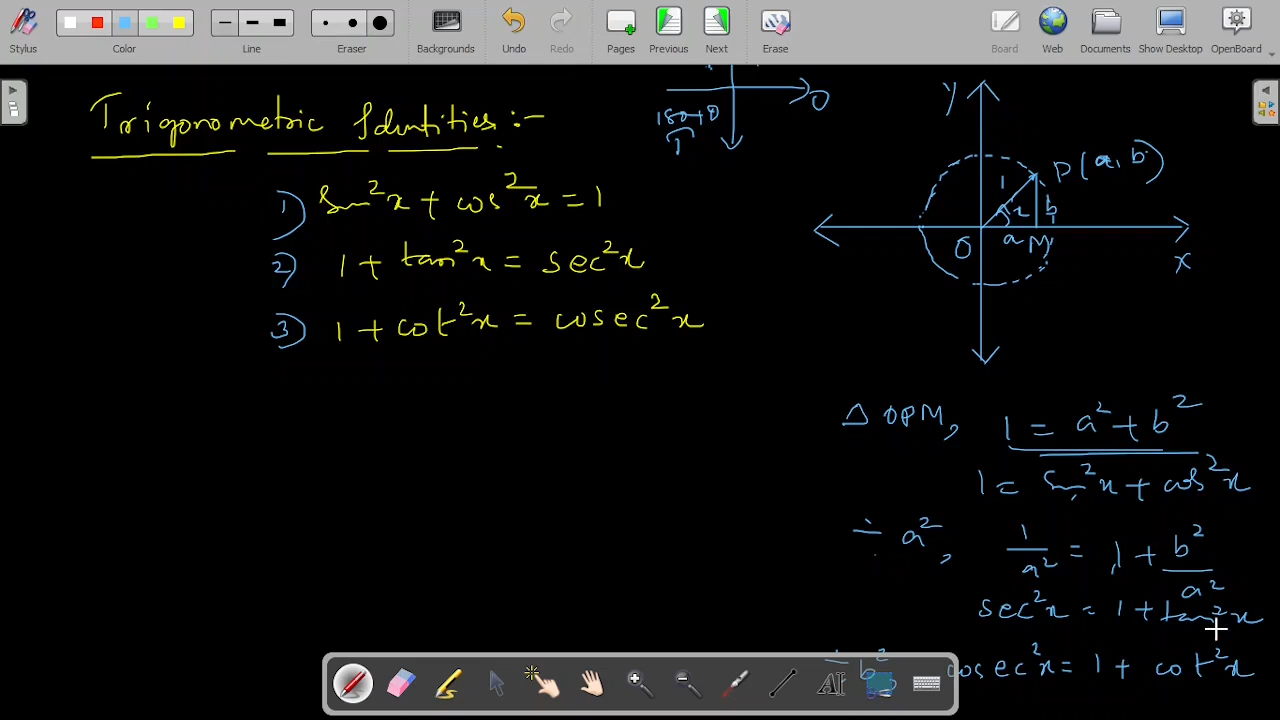 Stylus Color Line Eraser Backgrounds Undo Redo Pages Previous Next Erase Board Web Documents Show Desktop OpenBoard
Trigonometric Identities :-
1) sin²x + cos²x = 1
2) 1 + tan²x = sec²x
3) 1 + cot²x = cosec²x
0
180+θ
T
y
P(a, b)
1
x
b
O
a
M
x
Δ OPM, 1 = a² + b²
1 = sin²x + cos²x
÷ a², 1/a² = 1 + b²/a²
sec²x = 1 + tan²x
÷ b² cosec²x = 1 + cot²x